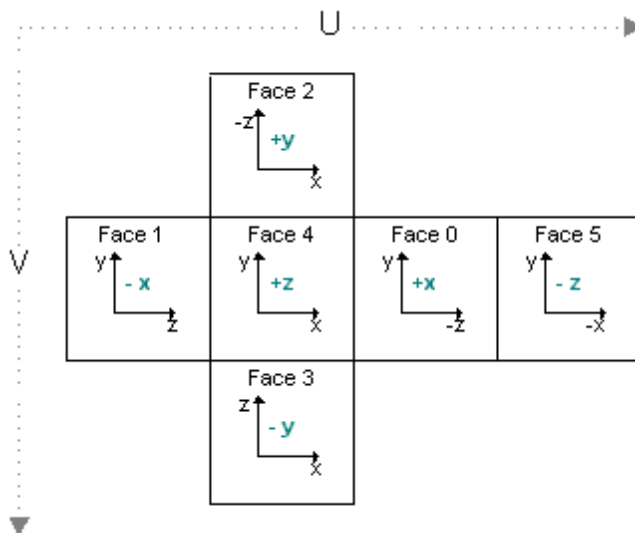 U
Face 2
-z
+y
x
V
Face 1
y
- x
z
Face 4
y
+z
x
Face 0
y
+x
-z
Face 5
y
- z
-x
Face 3
z
- y
x